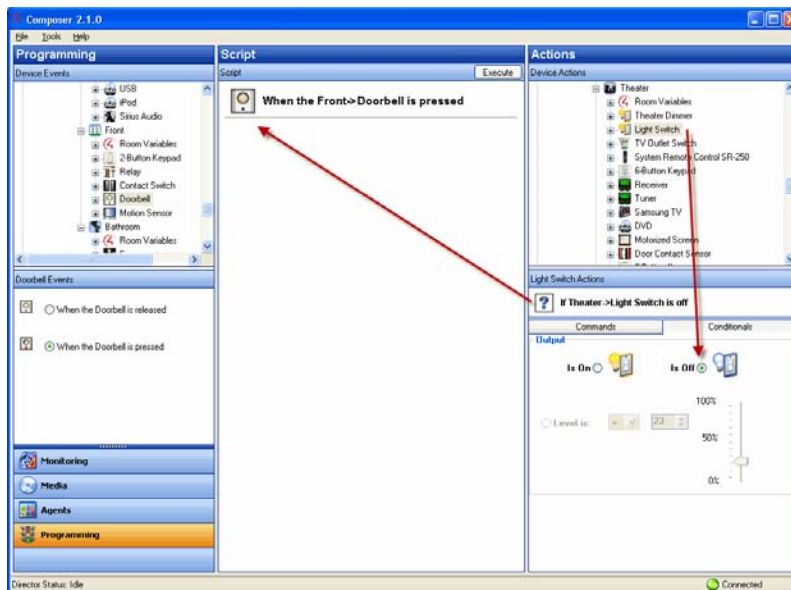 Composer 2.1.0
File Tools Help
Programming
Device Events
USB
iPod
Sirius Audio
Front
Room Variables
2-Button Keypad
Relay
Contact Switch
Doorbell
Motion Sensor
Bathroom
Room Variables
Doorbell Events
When the Doorbell is released
When the Doorbell is pressed
Monitoring
Media
Agents
Programming
Script
Script Execute
When the Front->Doorbell is pressed
Actions
Device Actions
Theater
Room Variables
Theater Dimmer
Light Switch
TV Outlet Switch
System Remote Control SR-250
6-Button Keypad
Receiver
Tuner
Samsung TV
DVD
Motorized Screen
Door Contact Sensor
Light Switch Actions
If Theater->Light Switch is off
Commands Conditionals
Output
Is On Is Off
Level is: 23
100%
50%
0%
Director Status: Idle
Connected